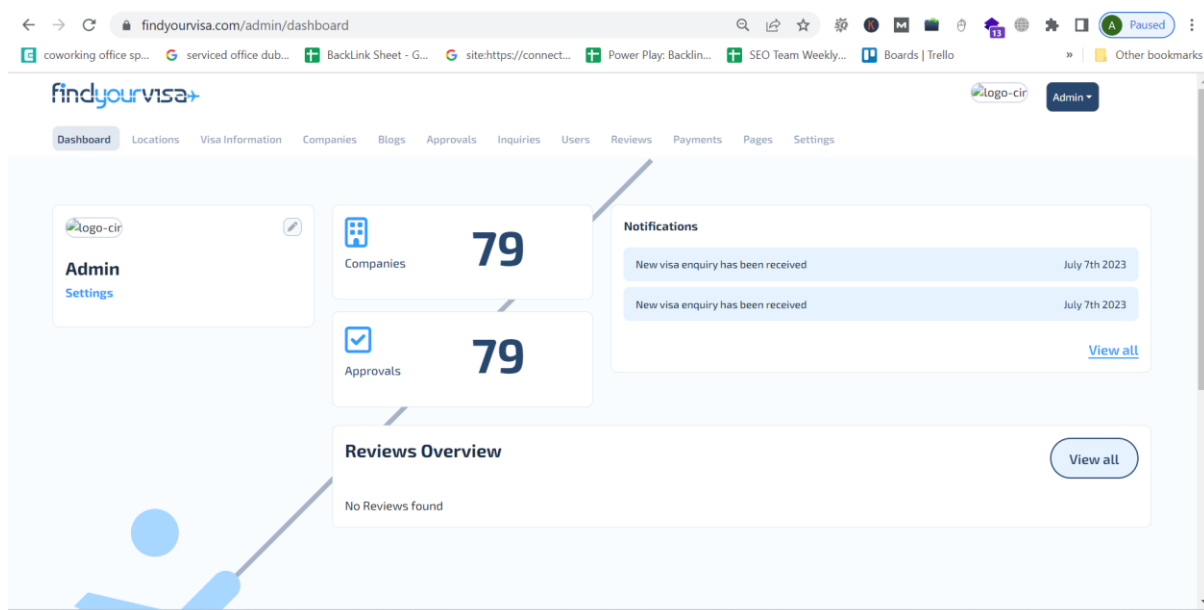 findyourvisa.com/admin/dashboard
A Paused
13
coworking office sp... serviced office dub... BackLink Sheet - G... site:https://connect... Power Play: Backlin... SEO Team Weekly... Boards | Trello » Other bookmarks
findyourvisa
logo-cir Admin
Dashboard Locations Visa Information Companies Blogs Approvals Inquiries Users Reviews Payments Pages Settings
logo-cir
Admin
Settings
Companies 79
Approvals 79
Notifications
New visa enquiry has been received July 7th 2023
New visa enquiry has been received July 7th 2023
View all
Reviews Overview
View all
No Reviews found